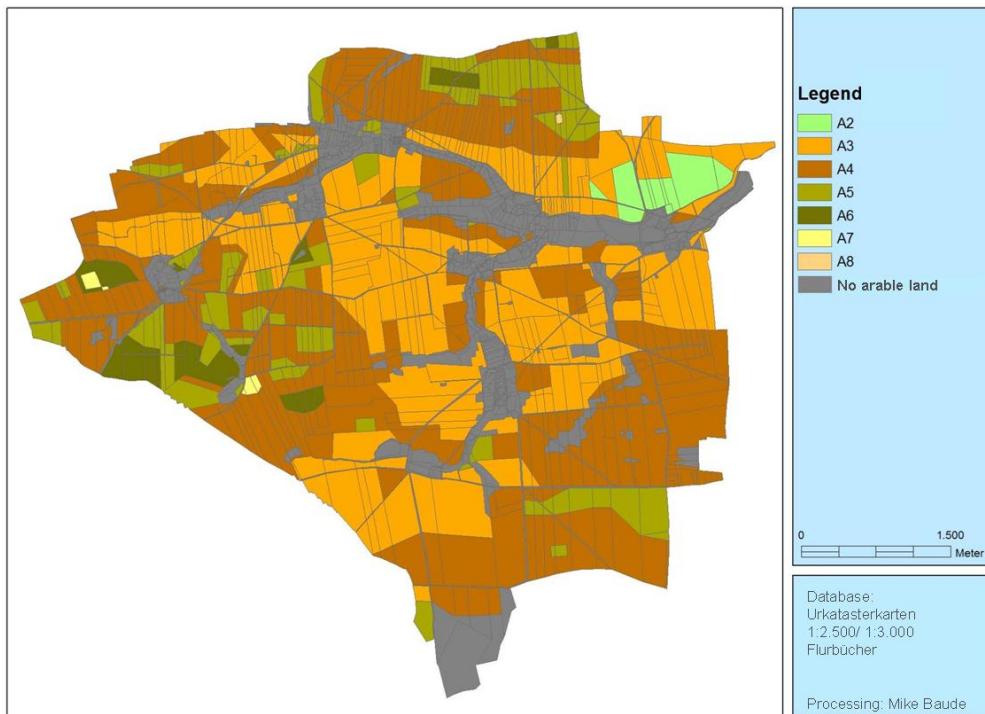 Legend
A2
A3
A4
A5
A6
A7
A8
No arable land
0 1.500
Meter
Database:
Urkatasterkarten
1:2.500/ 1:3.000
Flurbücher
Processing: Mike Baude